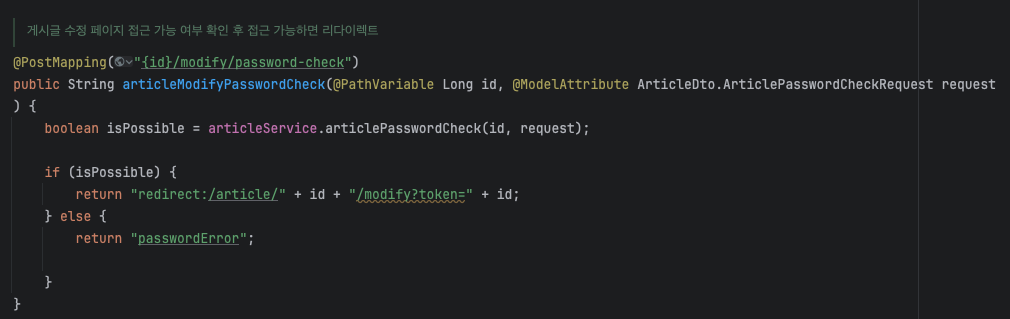 게시글 수정 페이지 접근 가능 여부 확인 후 접근 가능하면 리다이렉트
@PostMapping("{id}/modify/password-check")
public String articleModifyPasswordCheck(@PathVariable Long id, @ModelAttribute ArticleDto.ArticlePasswordCheckRequest request
) {
boolean isPossible = articleService.articlePasswordCheck(id, request);
if (isPossible) {
return "redirect:/article/" + id + "/modify?token=" + id;
} else {
return "passwordError";
}
}